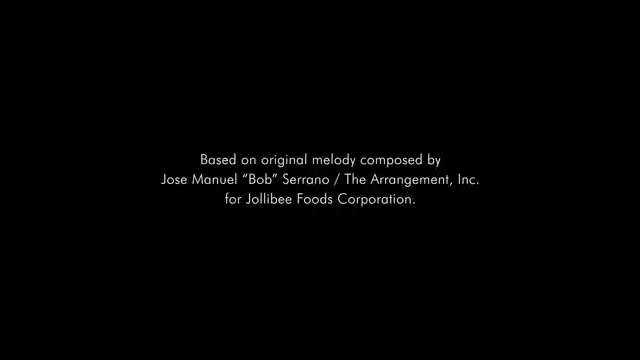 Based on original melody composed by
Jose Manuel “Bob” Serrano / The Arrangement, Inc.
for Jollibee Foods Corporation.